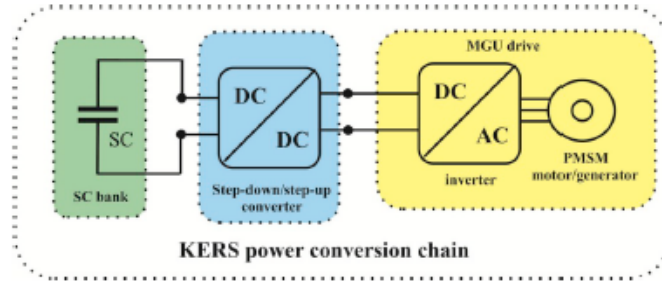 MGU drive
DC
DC
DC
AC
SC
SC bank
Step-down/step-up
converter
inverter
PMSM
motor/generator
KERS power conversion chain